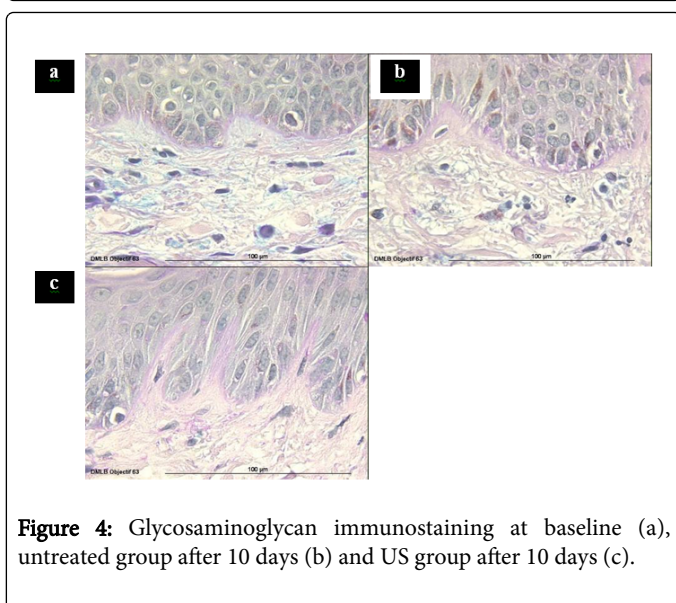 a
b
DMLB Objectif 63
100 µm
DMLB Objectif 63
100 µm
c
DMLB Objectif 63
100 µm
Figure 4: Glycosaminoglycan immunostaining at baseline (a),
untreated group after 10 days (b) and US group after 10 days (c).